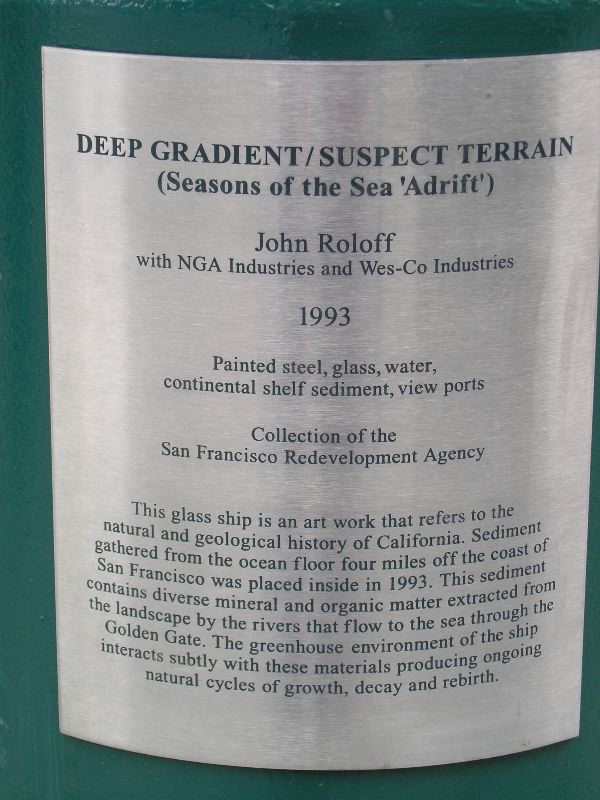 DEEP GRADIENT/SUSPECT TERRAIN
(Seasons of the Sea 'Adrift')
John Roloff
with NGA Industries and Wes-Co Industries
1993
Painted steel, glass, water,
continental shelf sediment, view ports
Collection of the
San Francisco Redevelopment Agency
This glass ship is an art work that refers to the
natural and geological history of California. Sediment
gathered from the ocean floor four miles off the coast of
San Francisco was placed inside in 1993. This sediment
contains diverse mineral and organic matter extracted from
the landscape by the rivers that flow to the sea through the
Golden Gate. The greenhouse environment of the ship
interacts subtly with these materials producing ongoing
natural cycles of growth, decay and rebirth.